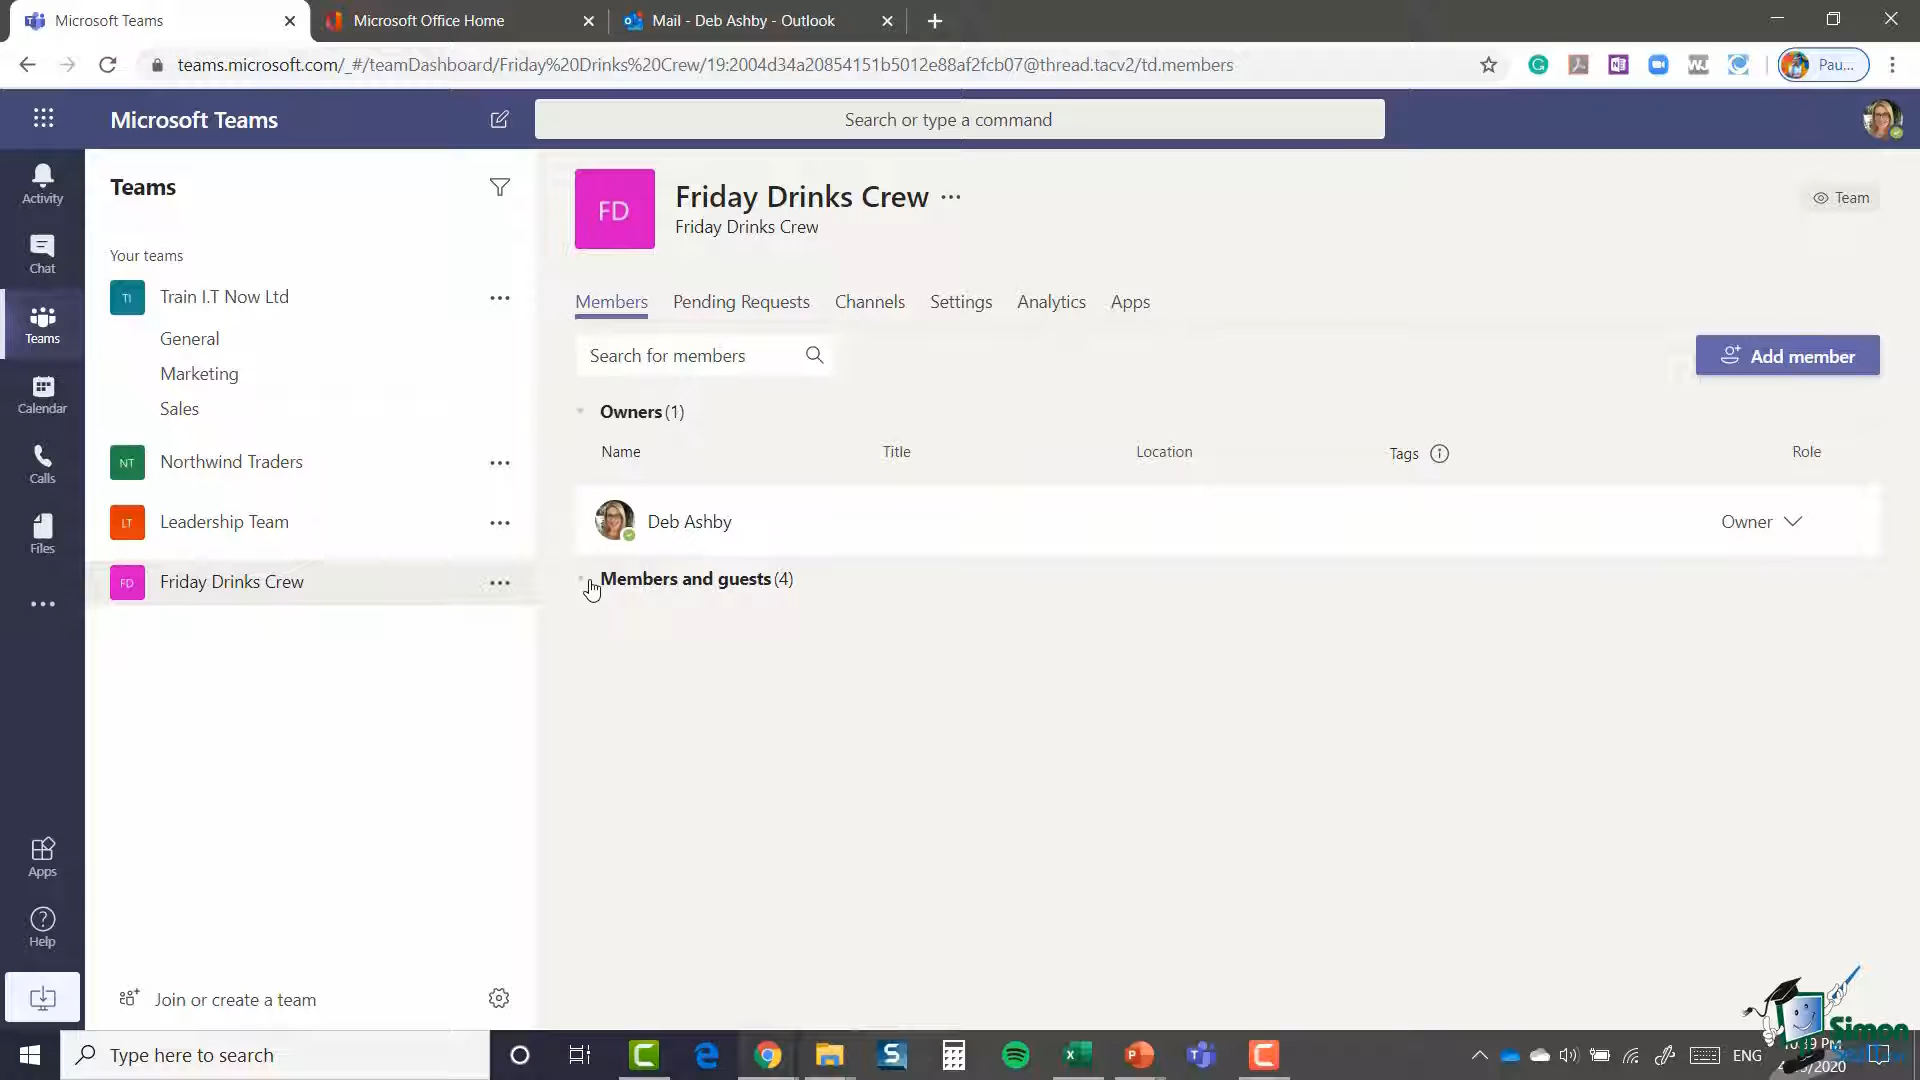 Microsoft Teams
Microsoft Office Home
Mail - Deb Ashby - Outlook
teams.microsoft.com/_#/teamDashboard/Friday%20Drinks%20Crew/19:2004d34a20854151b5012e88af2fcb07@thread.tacv2/td.members
Pau...
Microsoft Teams
Search or type a command
Activity
Chat
Teams
Calendar
Calls
Files
Apps
Help
Teams
Your teams
TI Train I.T Now Ltd
General
Marketing
Sales
NT Northwind Traders
LT Leadership Team
FD Friday Drinks Crew
Join or create a team
FD
Friday Drinks Crew
Friday Drinks Crew
Team
Members Pending Requests Channels Settings Analytics Apps
Search for members
Add member
Owners (1)
Name Title Location Tags Role
Deb Ashby Owner
Members and guests (4)
Type here to search
ENG
Simon